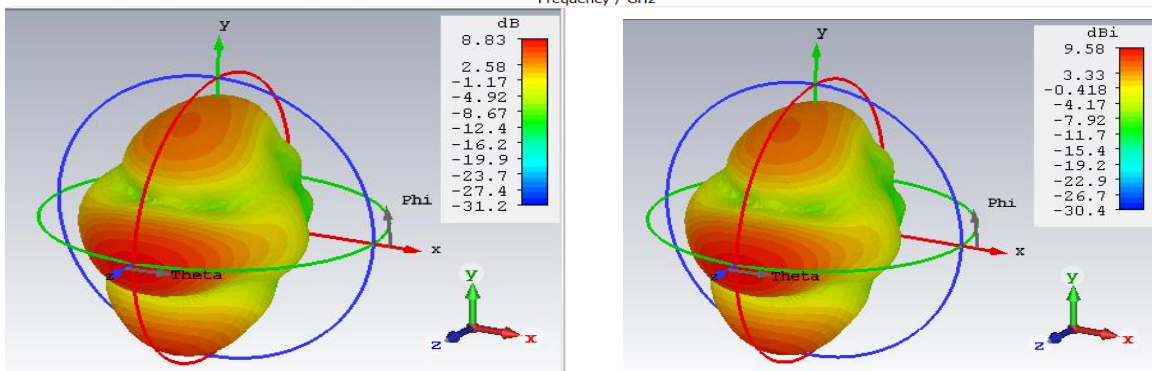 Frequency / GHz
y
dB
8.83
2.58
-1.17
-4.92
-8.67
-12.4
-16.2
-19.9
-23.7
-27.4
-31.2
Phi
x
z
Theta
y
z
x
y
dBi
9.58
3.33
-0.418
-4.17
-7.92
-11.7
-15.4
-19.2
-22.9
-26.7
-30.4
Phi
x
z
Theta
y
z
x